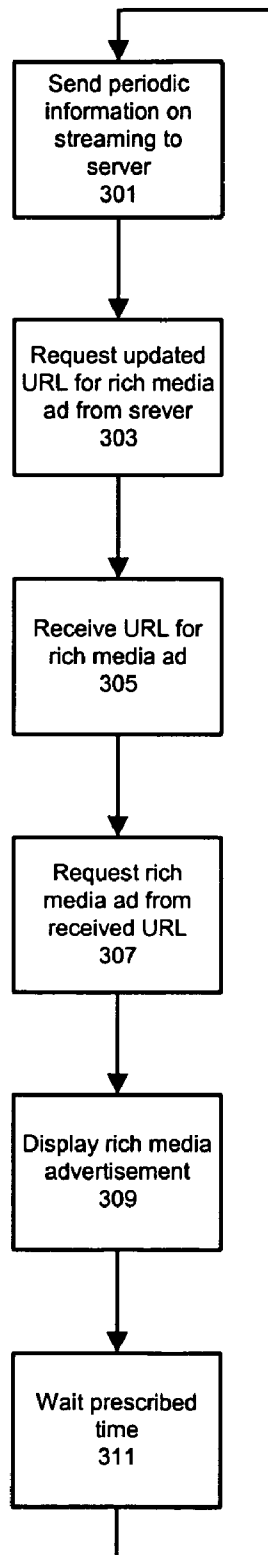 Send periodic
information on
streaming to
server
301
Request updated
URL for rich media
ad from srever
303
Receive URL for
rich media ad
305
Request rich
media ad from
received URL
307
Display rich media
advertisement
309
Wait prescribed
time
311